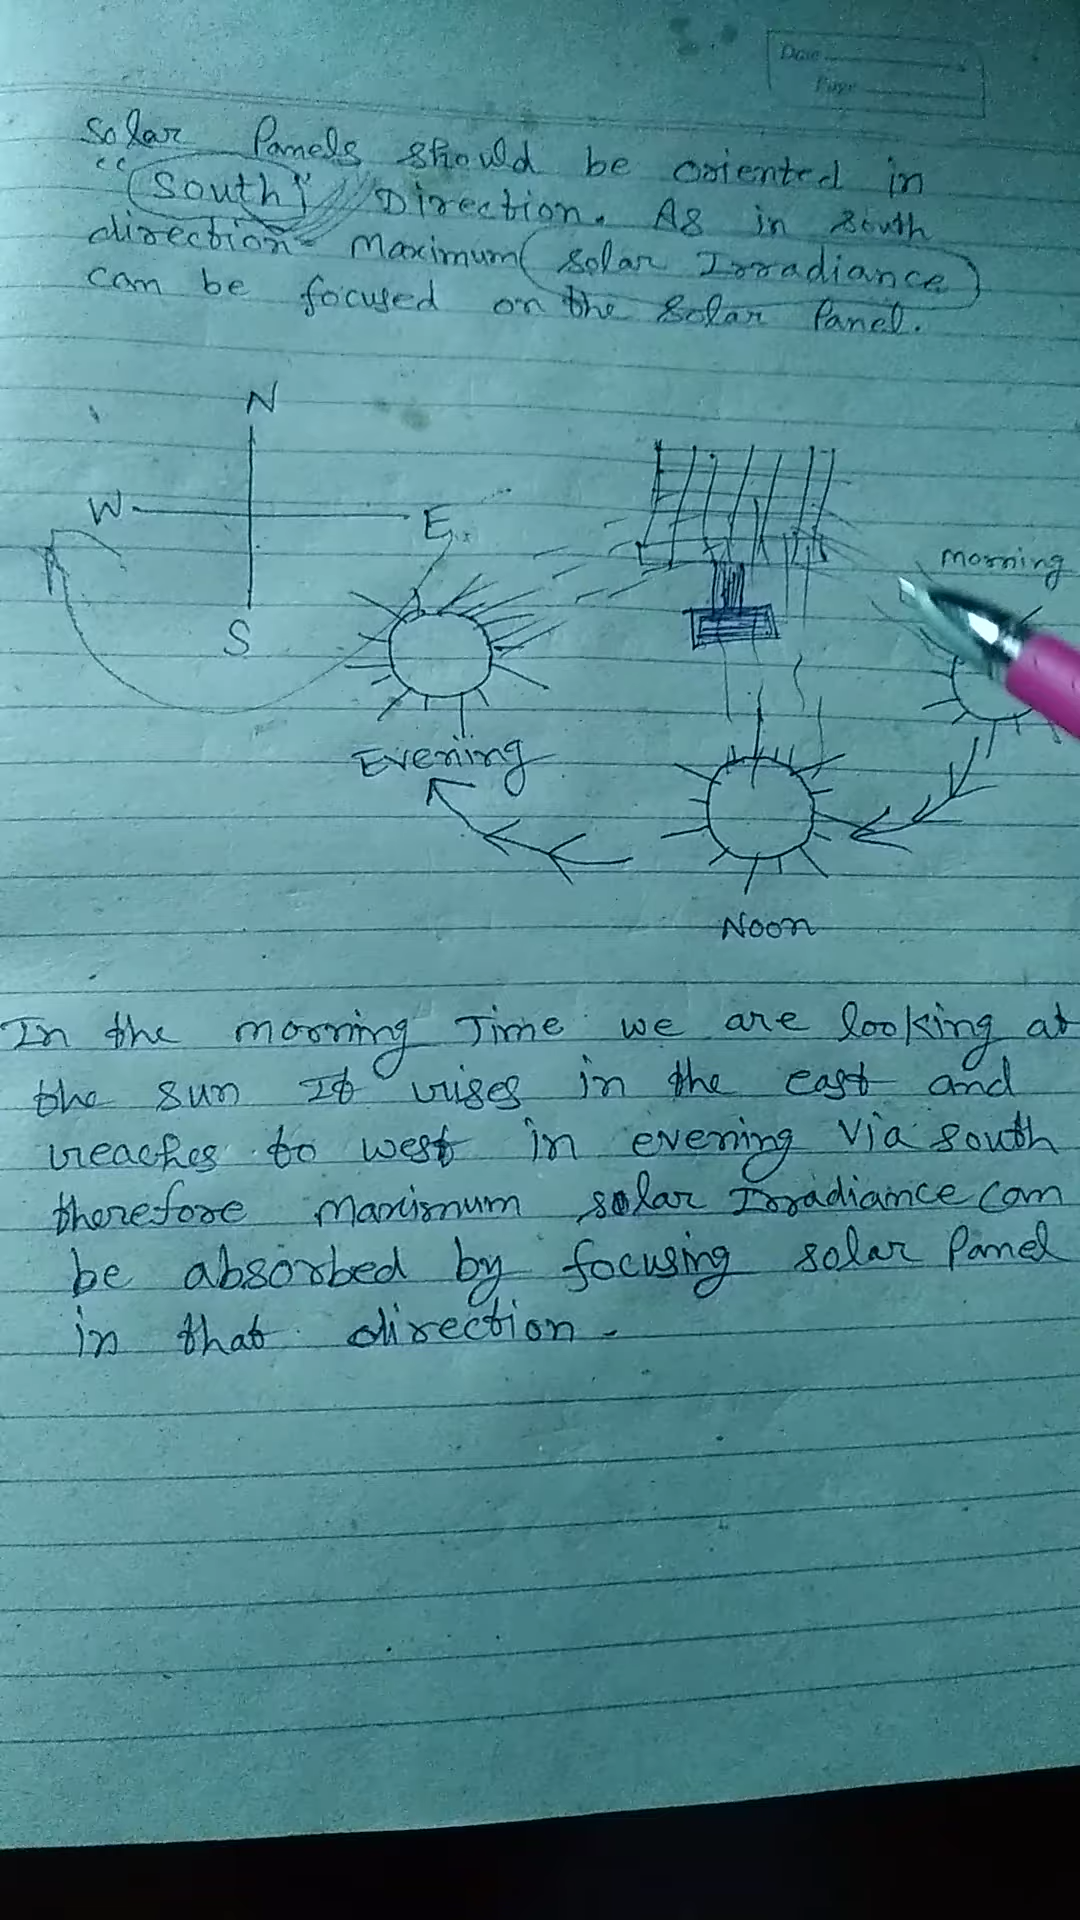 Date
Page
Solar Panels should be oriented in
"South" Direction. As in south
direction maximum solar Irradiance
can be focused on the solar Panel.
N
W
E
S
morning
Evening
Noon
In the morning Time we are looking at
the sun It rises in the east and
reaches to west in evening via south
therefore maximum solar Irradiance can
be absorbed by focusing solar Panel
in that direction.